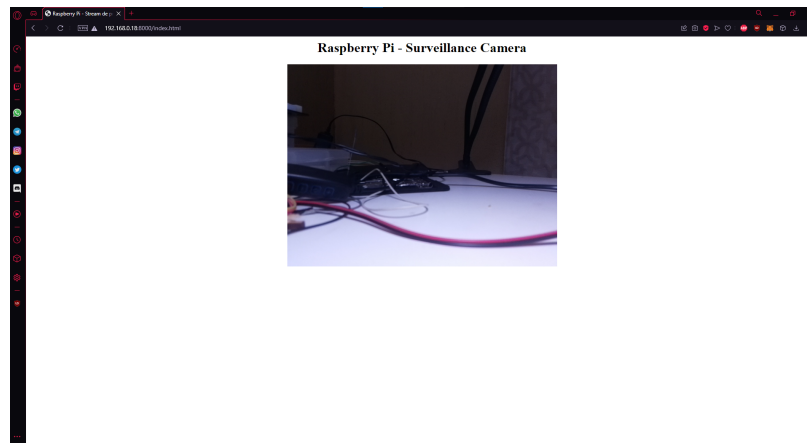 Raspberry Pi - Stream de p
192.168.0.18:8000/index.html
Raspberry Pi - Surveillance Camera